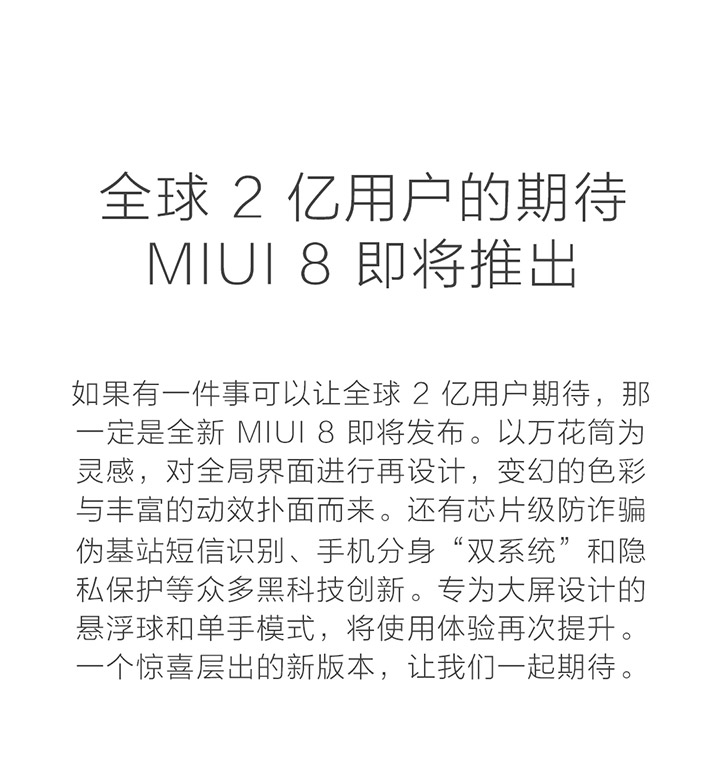 全球 2 亿用户的期待
MIUI 8 即将推出
如果有一件事可以让全球 2 亿用户期待，那
一定是全新 MIUI 8 即将发布。以万花筒为
灵感，对全局界面进行再设计，变幻的色彩
与丰富的动效扑面而来。还有芯片级防诈骗
伪基站短信识别、手机分身“双系统”和隐
私保护等众多黑科技创新。专为大屏设计的
悬浮球和单手模式，将使用体验再次提升。
一个惊喜层出的新版本，让我们一起期待。